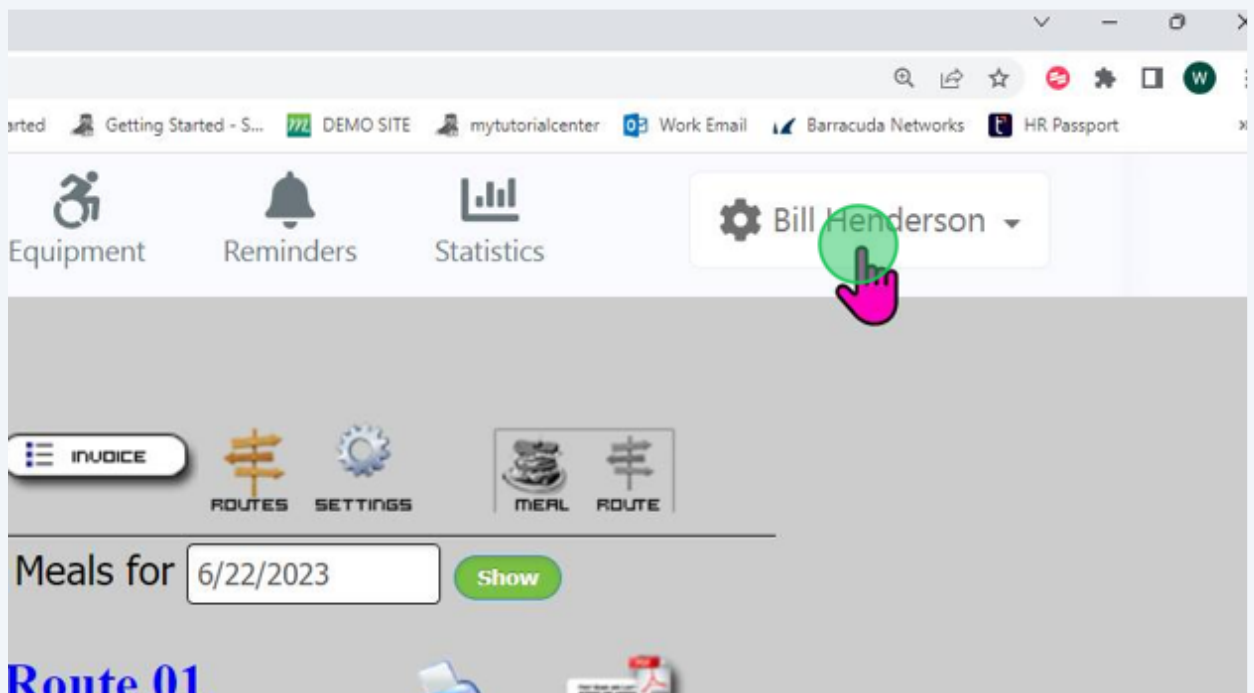 W
arted Getting Started - S... DEMO SITE mytutorialcenter Work Email Barracuda Networks HR Passport
Equipment Reminders Statistics Bill Henderson
INVOICE
ROUTES SETTINGS MEAL ROUTE
Meals for 6/22/2023 Show
Route 01